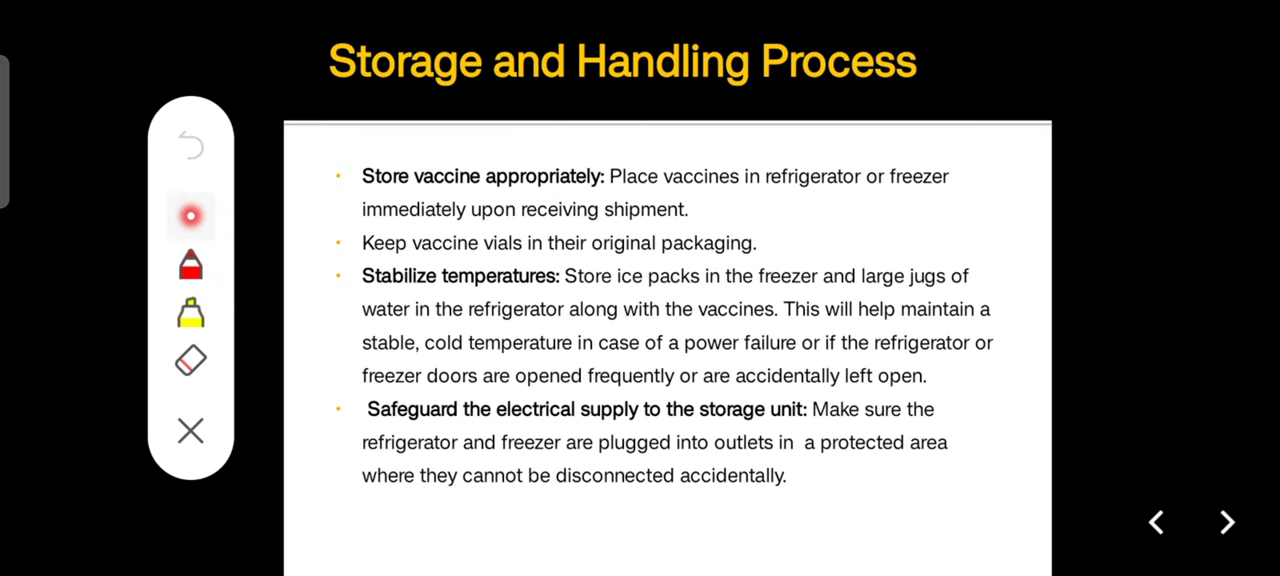 Storage and Handling Process
• Store vaccine appropriately: Place vaccines in refrigerator or freezer
immediately upon receiving shipment.
• Keep vaccine vials in their original packaging.
• Stabilize temperatures: Store ice packs in the freezer and large jugs of
water in the refrigerator along with the vaccines. This will help maintain a
stable, cold temperature in case of a power failure or if the refrigerator or
freezer doors are opened frequently or are accidentally left open.
• Safeguard the electrical supply to the storage unit: Make sure the
refrigerator and freezer are plugged into outlets in a protected area
where they cannot be disconnected accidentally.